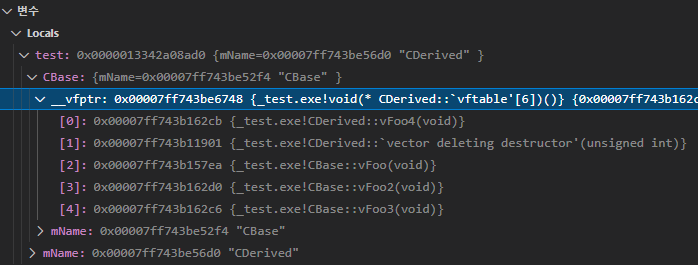 변수
Locals
test: 0x0000013342a08ad0 {mName=0x00007ff743be56d0 "CDerived" }
CBase: {mName=0x00007ff743be52f4 "CBase" }
__vfptr: 0x00007ff743be6748 {_test.exe!void(* CDerived::`vftable'[6])()} {0x00007ff743b162c
[0]: 0x00007ff743b162cb {_test.exe!CDerived::vFoo4(void)}
[1]: 0x00007ff743b11901 {_test.exe!CDerived::`vector deleting destructor'(unsigned int)}
[2]: 0x00007ff743b157ea {_test.exe!CBase::vFoo(void)}
[3]: 0x00007ff743b162d0 {_test.exe!CBase::vFoo2(void)}
[4]: 0x00007ff743b162c6 {_test.exe!CBase::vFoo3(void)}
mName: 0x00007ff743be52f4 "CBase"
mName: 0x00007ff743be56d0 "CDerived"